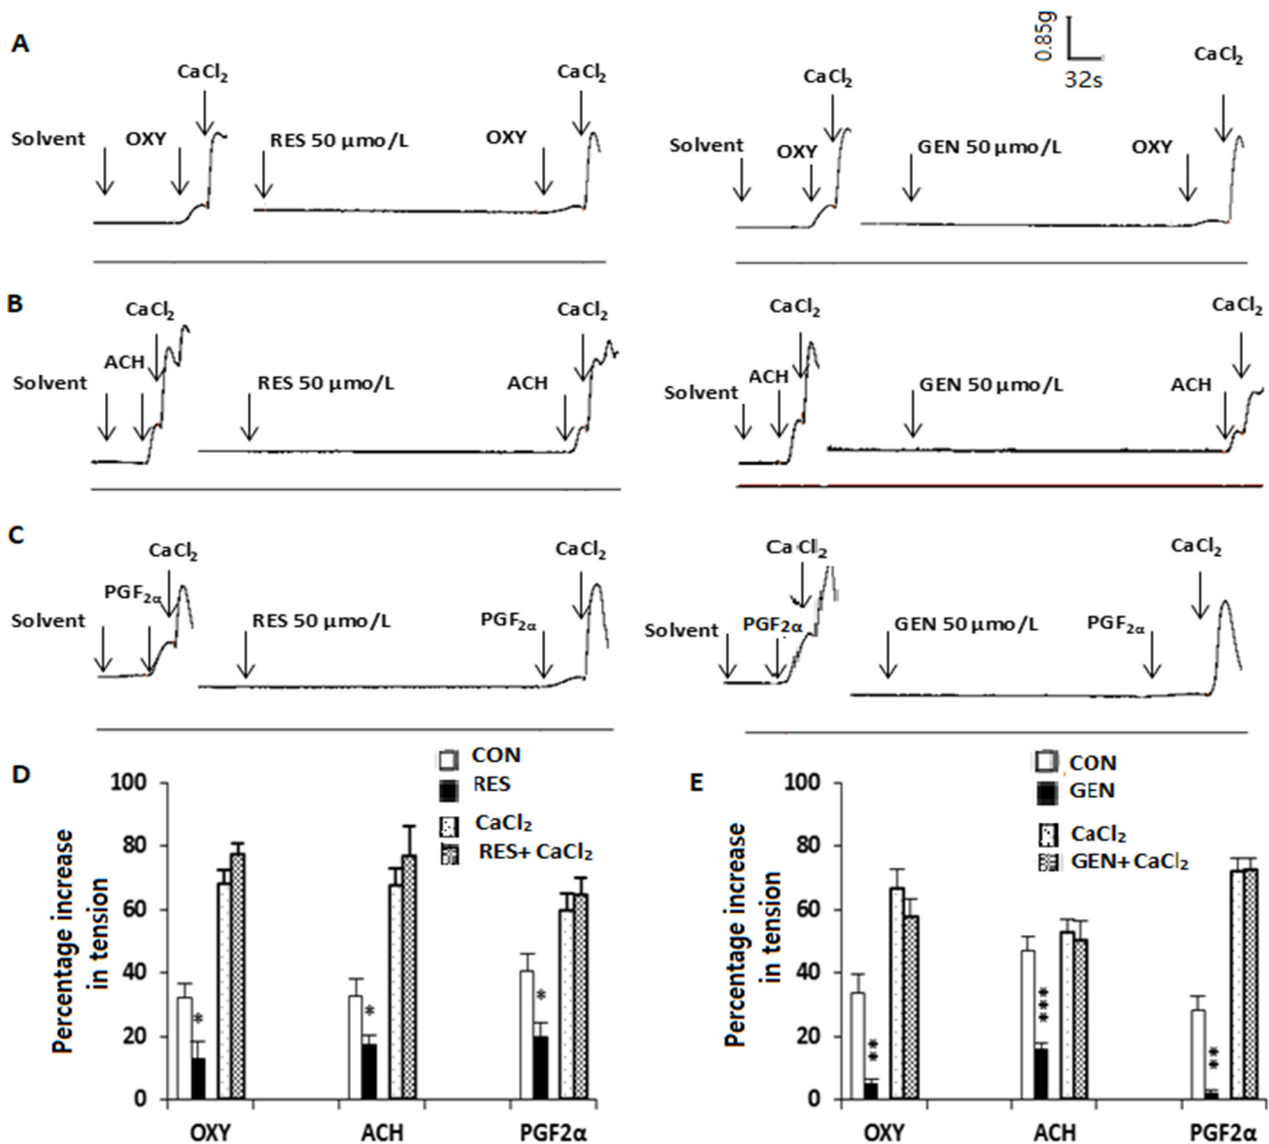 A
0.85g
32s
CaCl2
CaCl2
CaCl2
CaCl2
Solvent
OXY
RES 50 µmo/L
OXY
Solvent
OXY
GEN 50 µmo/L
OXY
B
CaCl2
CaCl2
CaCl2
CaCl2
Solvent
ACH
RES 50 µmo/L
ACH
Solvent
ACH
GEN 50 µmo/L
ACH
C
CaCl2
CaCl2
CaCl2
CaCl2
Solvent
PGF2α
RES 50 µmo/L
PGF2α
Solvent
PGF2α
GEN 50 µmo/L
PGF2α
D
CON
RES
CaCl2
RES+ CaCl2
Percentage increase
in tension
100
80
60
40
20
0
*
*
*
OXY
ACH
PGF2α
E
CON
GEN
CaCl2
GEN+ CaCl2
Percentage increase
in tension
100
80
60
40
20
0
**
***
**
OXY
ACH
PGF2α